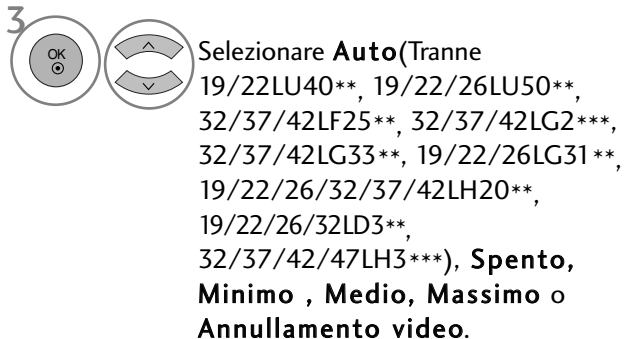 3
OK
Selezionare Auto(Tranne
19/22LU40**, 19/22/26LU50**,
32/37/42LF25**, 32/37/42LG2***,
32/37/42LG33**, 19/22/26LG31**,
19/22/26/32/37/42LH20**,
19/22/26/32LD3**,
32/37/42/47LH3***), Spento,
Minimo , Medio, Massimo o
Annullamento video.